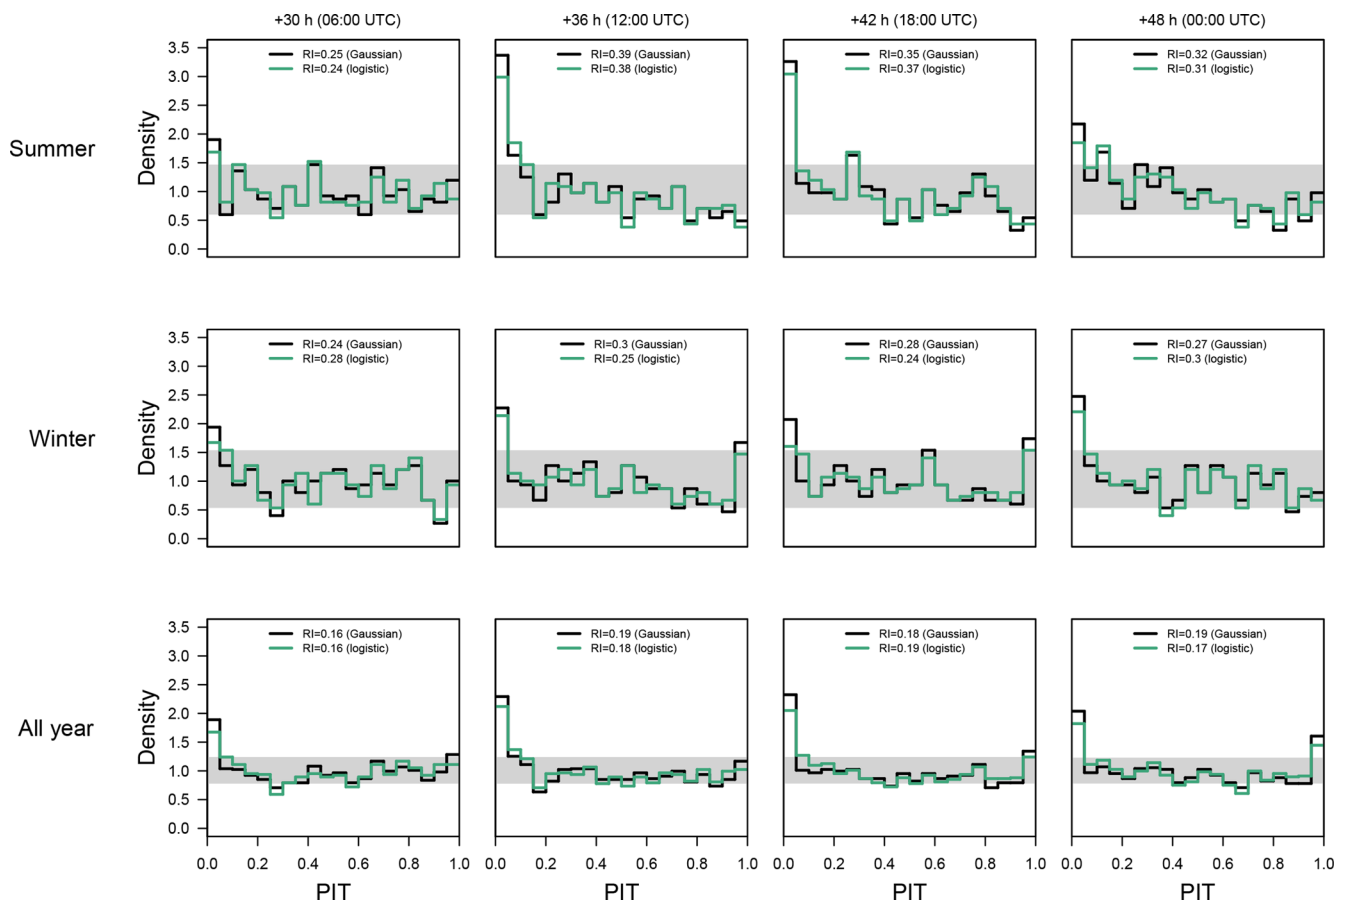 +30 h (06:00 UTC)
+36 h (12:00 UTC)
+42 h (18:00 UTC)
+48 h (00:00 UTC)
Summer
Density
3.5
3.0
2.5
2.0
1.5
1.0
0.5
0.0
RI=0.25 (Gaussian)
RI=0.24 (logistic)
RI=0.39 (Gaussian)
RI=0.38 (logistic)
RI=0.35 (Gaussian)
RI=0.37 (logistic)
RI=0.32 (Gaussian)
RI=0.31 (logistic)
Winter
Density
3.5
3.0
2.5
2.0
1.5
1.0
0.5
0.0
RI=0.24 (Gaussian)
RI=0.28 (logistic)
RI=0.3 (Gaussian)
RI=0.25 (logistic)
RI=0.28 (Gaussian)
RI=0.24 (logistic)
RI=0.27 (Gaussian)
RI=0.3 (logistic)
All year
Density
3.5
3.0
2.5
2.0
1.5
1.0
0.5
0.0
RI=0.16 (Gaussian)
RI=0.16 (logistic)
RI=0.19 (Gaussian)
RI=0.18 (logistic)
RI=0.18 (Gaussian)
RI=0.19 (logistic)
RI=0.19 (Gaussian)
RI=0.17 (logistic)
0.0 0.2 0.4 0.6 0.8 1.0
0.0 0.2 0.4 0.6 0.8 1.0
0.0 0.2 0.4 0.6 0.8 1.0
0.0 0.2 0.4 0.6 0.8 1.0
PIT
PIT
PIT
PIT